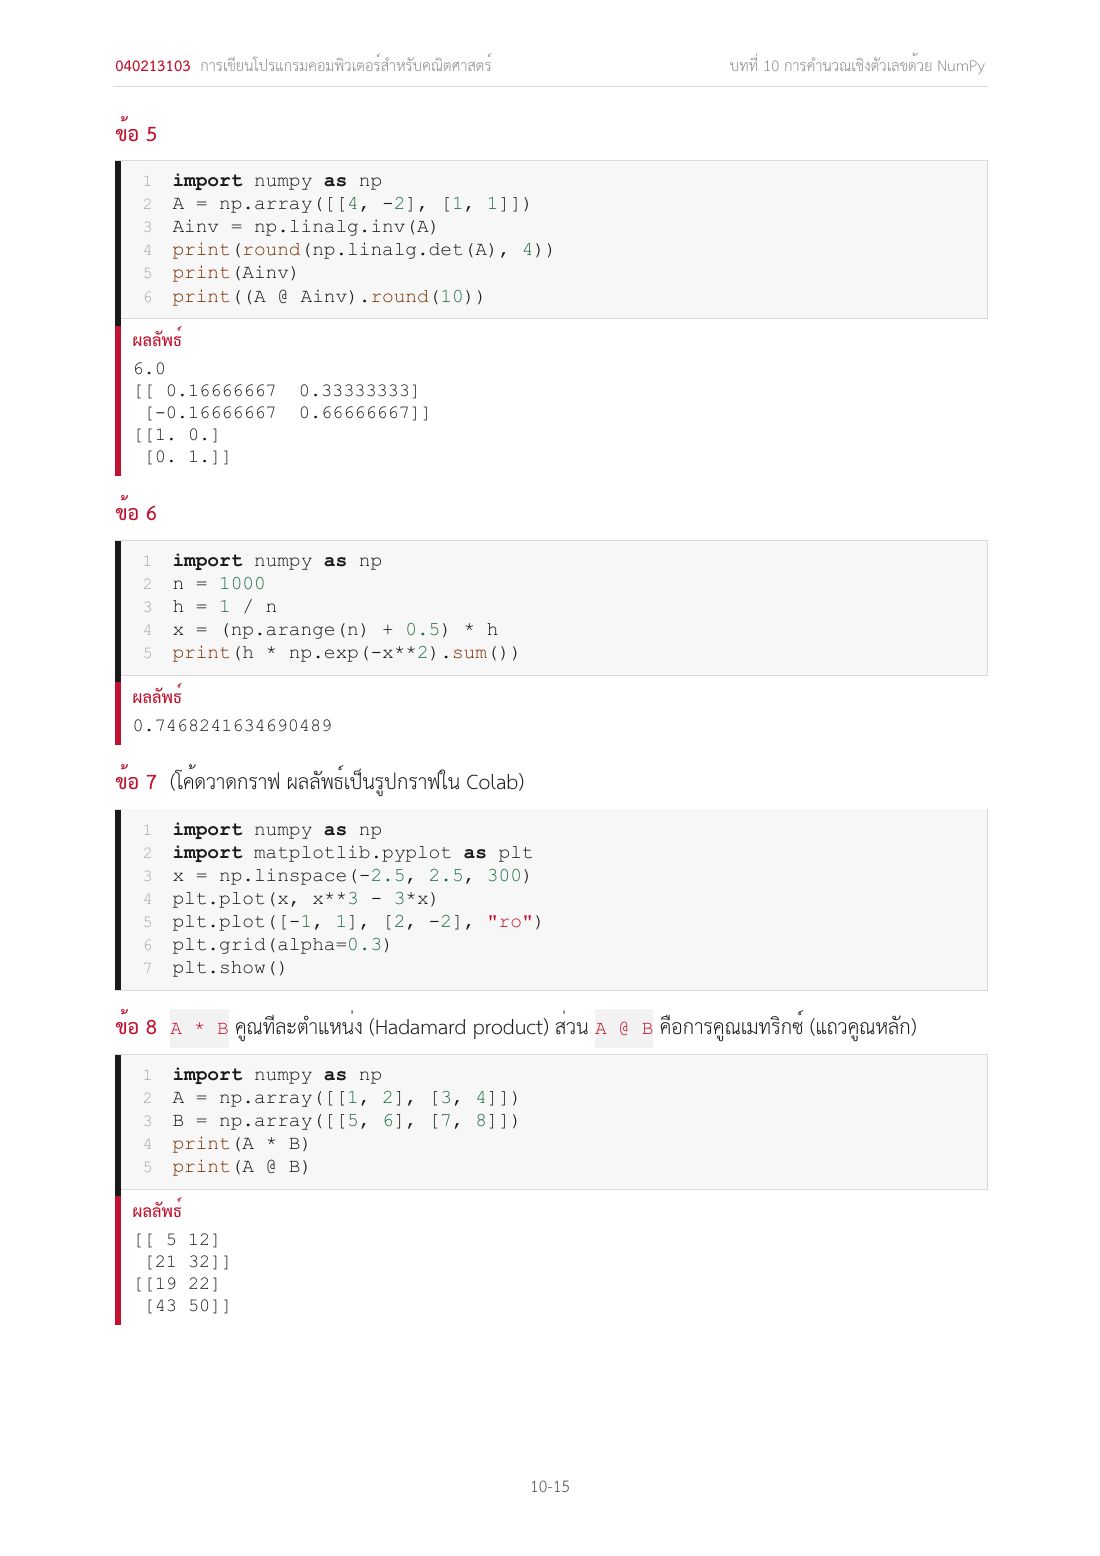 040213103 การเขียนโปรแกรมคอมพิวเตอร์สำหรับคณิตศาสตร์ บทที่ 10 การคำนวณเชิงตัวเลขด้วย NumPy
ข้อ 5
1 import numpy as np
2 A = np.array([[4, -2], [1, 1]])
3 Ainv = np.linalg.inv(A)
4 print(round(np.linalg.det(A), 4))
5 print(Ainv)
6 print((A @ Ainv).round(10))
ผลลัพธ์
6.0
[[ 0.16666667  0.33333333]
 [-0.16666667  0.66666667]]
[[1. 0.]
 [0. 1.]]
ข้อ 6
1 import numpy as np
2 n = 1000
3 h = 1 / n
4 x = (np.arange(n) + 0.5) * h
5 print(h * np.exp(-x**2).sum())
ผลลัพธ์
0.7468241634690489
ข้อ 7 (โค้ดวาดกราฟ ผลลัพธ์เป็นรูปกราฟใน Colab)
1 import numpy as np
2 import matplotlib.pyplot as plt
3 x = np.linspace(-2.5, 2.5, 300)
4 plt.plot(x, x**3 - 3*x)
5 plt.plot([-1, 1], [2, -2], "ro")
6 plt.grid(alpha=0.3)
7 plt.show()
ข้อ 8 A * B คูณทีละตำแหน่ง (Hadamard product) ส่วน A @ B คือการคูณเมทริกซ์ (แถวคูณหลัก)
1 import numpy as np
2 A = np.array([[1, 2], [3, 4]])
3 B = np.array([[5, 6], [7, 8]])
4 print(A * B)
5 print(A @ B)
ผลลัพธ์
[[ 5 12]
 [21 32]]
[[19 22]
 [43 50]]
10-15